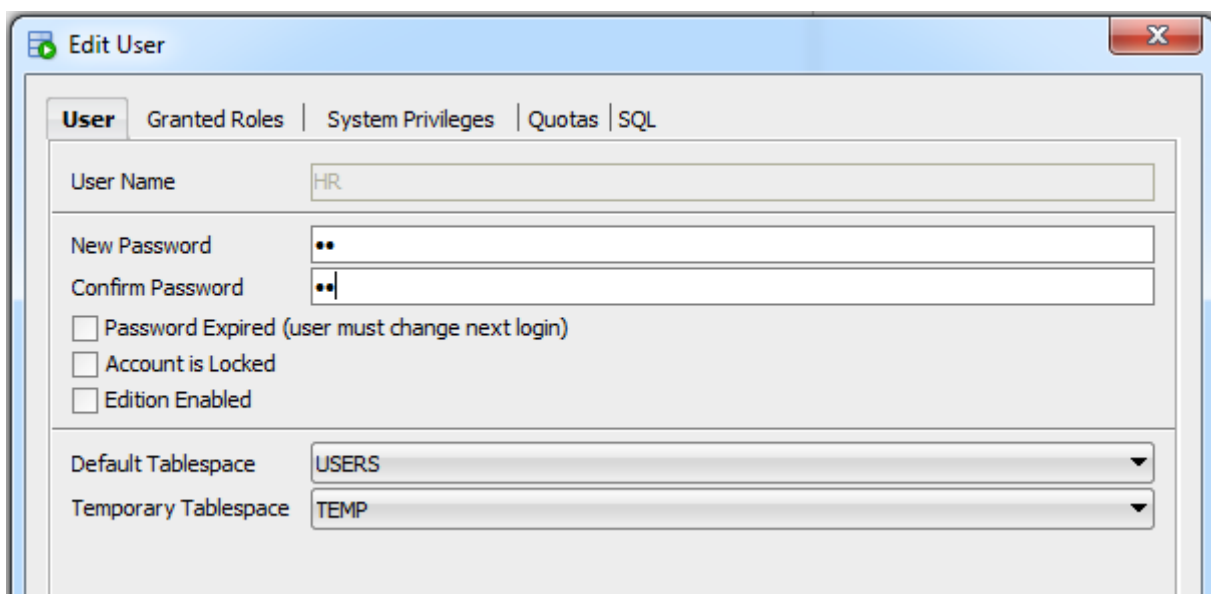 Edit User
User Granted Roles System Privileges Quotas SQL
User Name HR
New Password ••
Confirm Password ••
Password Expired (user must change next login)
Account is Locked
Edition Enabled
Default Tablespace USERS
Temporary Tablespace TEMP